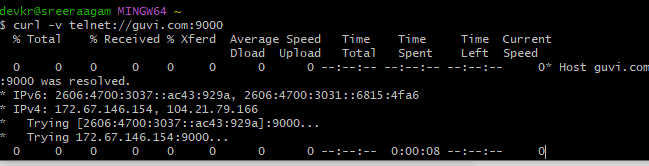 devkr@sreeraagam MINGW64 ~
$ curl -v telnet://guvi.com:9000
  % Total    % Received % Xferd  Average Speed   Time    Time     Time  Current
                                 Dload  Upload   Total   Spent    Left  Speed
  0     0    0     0    0     0      0      0 --:--:-- --:--:-- --:--:--     0* Host guvi.com
:9000 was resolved.
* IPv6: 2606:4700:3037::ac43:929a, 2606:4700:3031::6815:4fa6
* IPv4: 172.67.146.154, 104.21.79.166
*   Trying [2606:4700:3037::ac43:929a]:9000...
*   Trying 172.67.146.154:9000...
  0     0    0     0    0     0      0      0 --:--:--  0:00:08 --:--:--     0